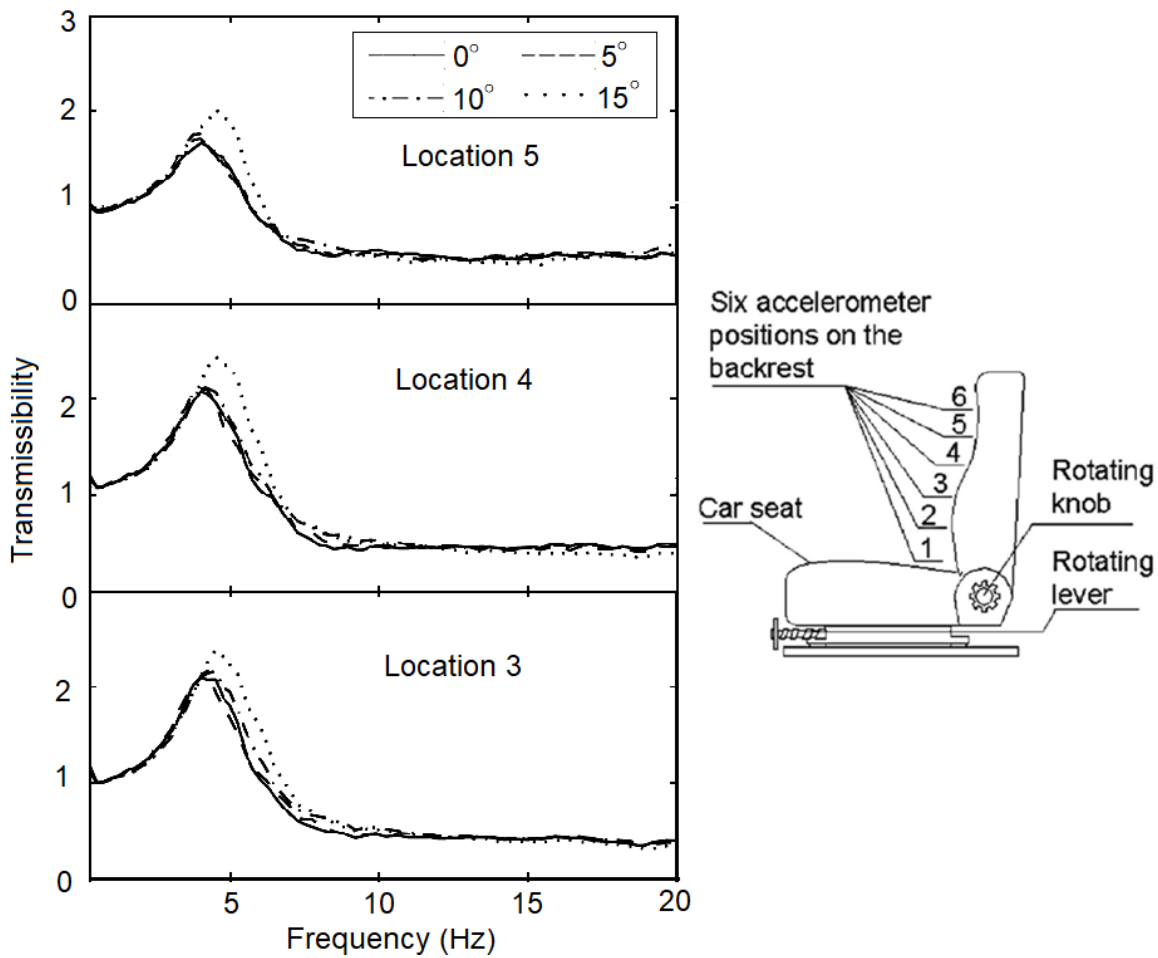 3
2
1
0
0°
5°
10°
15°
Location 5
2
1
0
Location 4
2
1
0
Location 3
5
10
15
20
Transmissibility
Frequency (Hz)
Six accelerometer
positions on the
backrest
6
5
4
3
2
1
Car seat
Rotating
knob
Rotating
lever